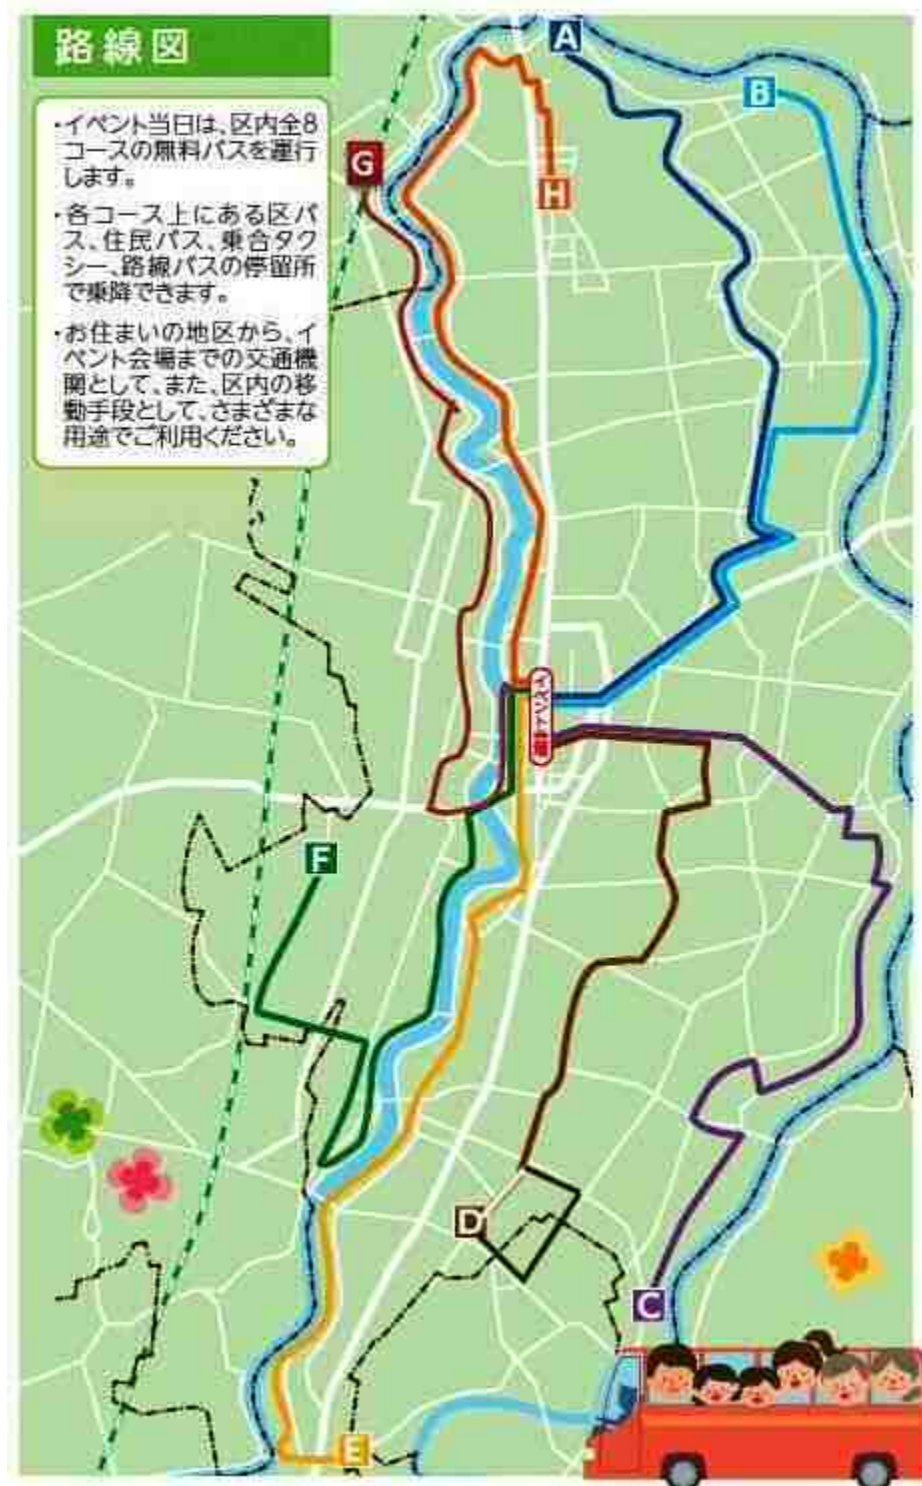 路線図
・イベント当日は、区内全8
コースの無料バスを運行
します。
・各コース上にある区バ
ス、住民バス、乗合タク
シー、路線バスの停留所
で乗降できます。
・お住まいの地区から、イ
ベント会場までの交通機
関として、また、区内の移
動手段として、さまざまな
用途でご利用ください。
A
B
G
H
イベント会場
F
D
C
E